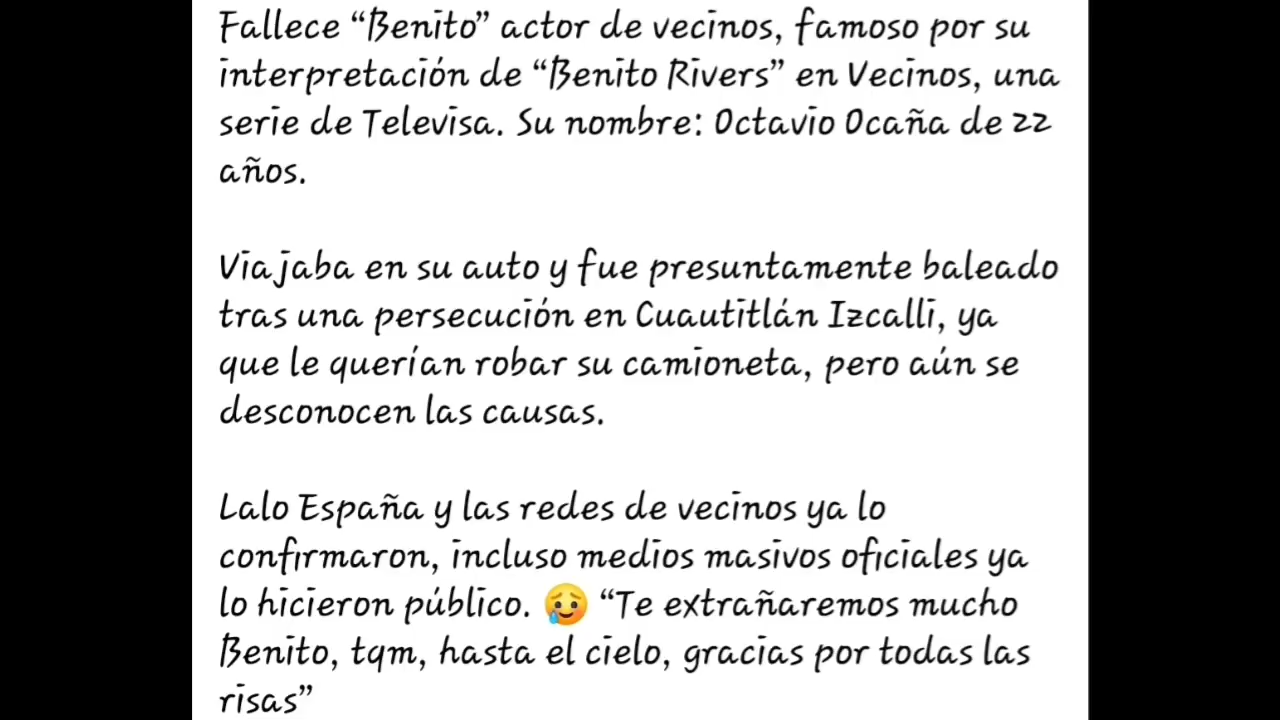 Fallece “Benito” actor de vecinos, famoso por su
interpretación de “Benito Rivers” en Vecinos, una
serie de Televisa. Su nombre: Octavio Ocaña de 22
años.
Viajaba en su auto y fue presuntamente baleado
tras una persecución en Cuautitlán Izcalli, ya
que le querían robar su camioneta, pero aún se
desconocen las causas.
Lalo España y las redes de vecinos ya lo
confirmaron, incluso medios masivos oficiales ya
lo hicieron público. 🥲 “Te extrañaremos mucho
Benito, tqm, hasta el cielo, gracias por todas las
risas”